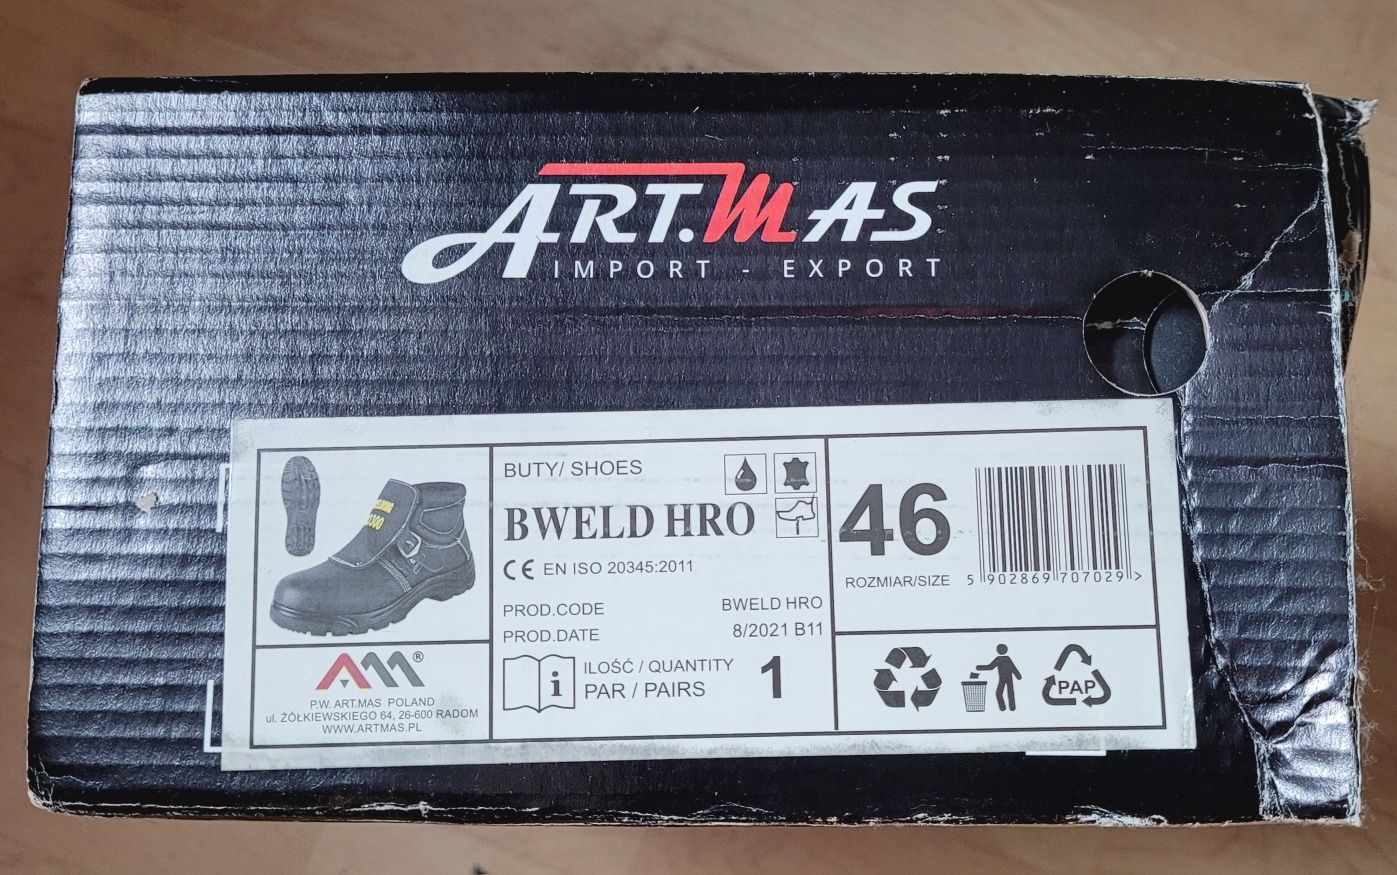 ART.MAS
IMPORT - EXPORT
BUTY/ SHOES
BWELD HRO
CE EN ISO 20345:2011
PROD.CODE BWELD HRO
PROD.DATE 8/2021 B11
i ILOŚĆ / QUANTITY
PAR / PAIRS 1
46
ROZMIAR/SIZE
5 902869 707029 >
AM®
P.W. ART.MAS POLAND
ul. ŻÓŁKIEWSKIEGO 64, 26-600 RADOM
WWW.ARTMAS.PL
PAP